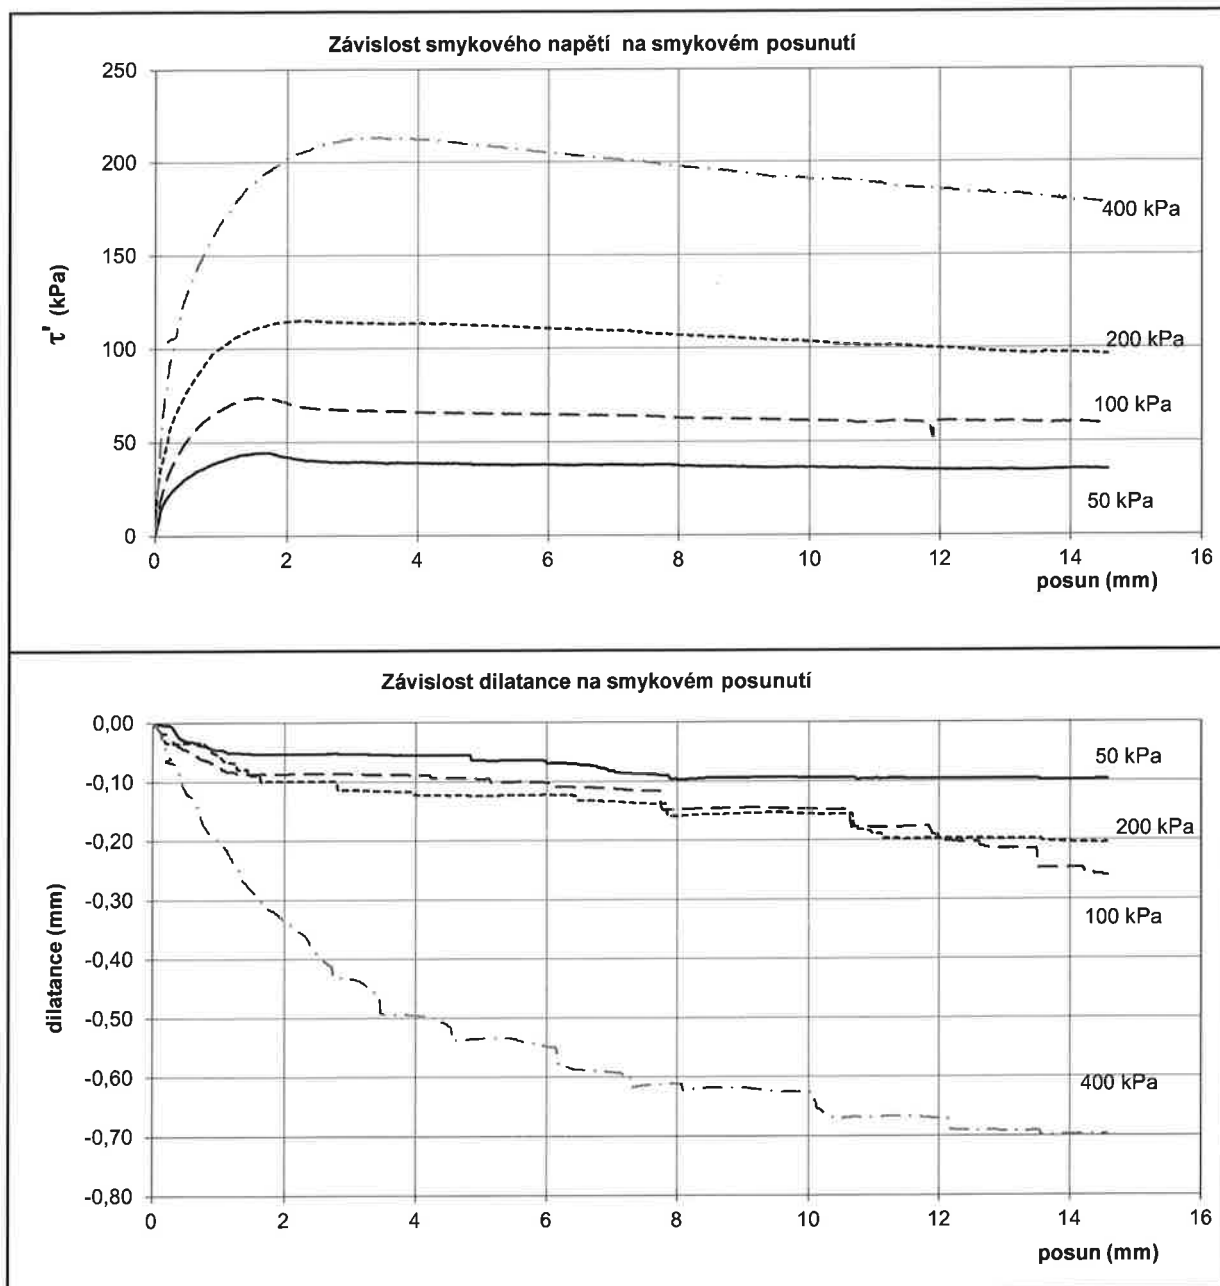 Závislost smykového napětí na smykovém posunutí
250
200
150
100
50
0
τ' (kPa)
400 kPa
200 kPa
100 kPa
50 kPa
0 2 4 6 8 10 12 14 16
posun (mm)
Závislost dilatance na smykovém posunutí
0,00
-0,10
-0,20
-0,30
-0,40
-0,50
-0,60
-0,70
-0,80
dilatance (mm)
50 kPa
200 kPa
100 kPa
400 kPa
0 2 4 6 8 10 12 14 16
posun (mm)